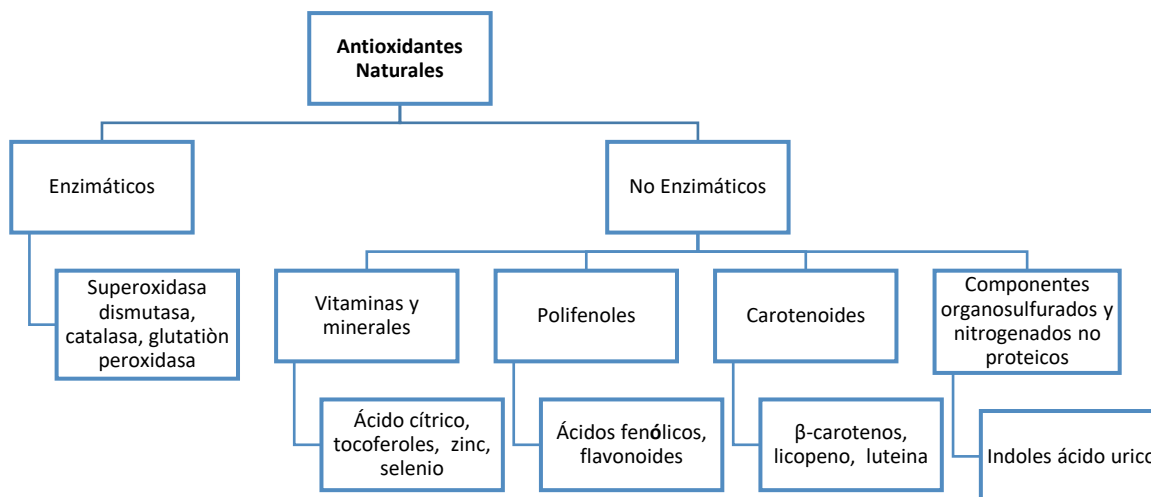 Antioxidantes
Naturales
Enzimáticos
No Enzimáticos
Superoxidasa
dismutasa,
catalasa, glutatiòn
peroxidasa
Vitaminas y
minerales
Polifenoles
Carotenoides
Componentes
organosulfurados y
nitrogenados no
proteicos
Ácido cítrico,
tocoferoles, zinc,
selenio
Ácidos fenólicos,
flavonoides
β-carotenos,
licopeno, luteina
Indoles ácido urico